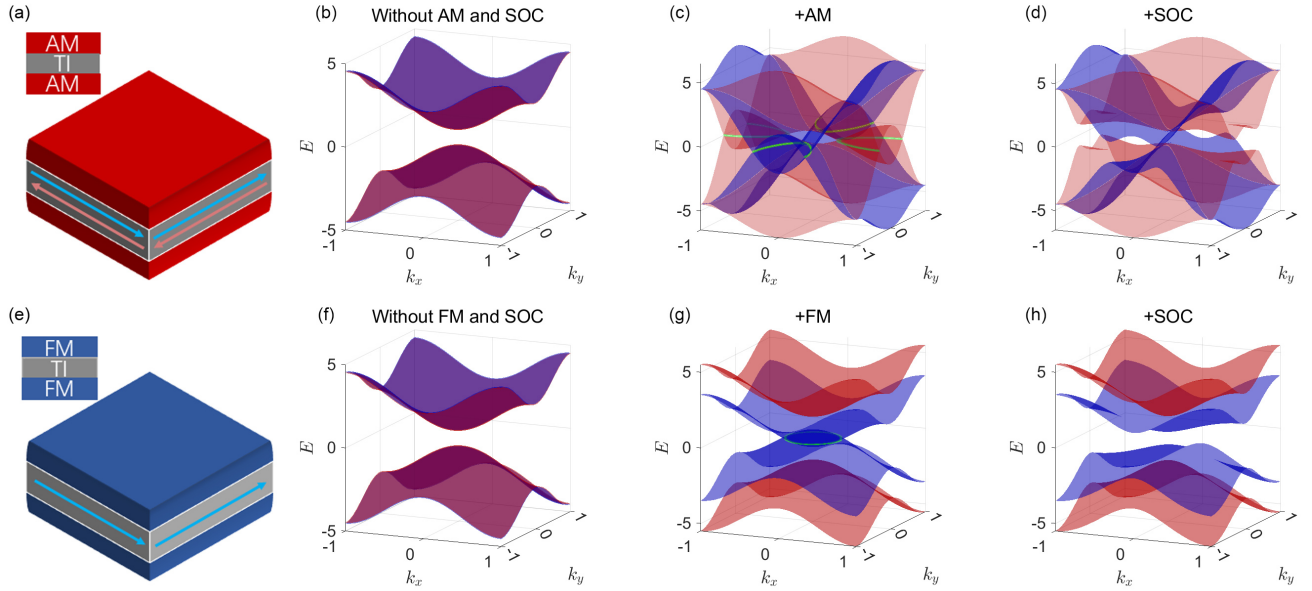 (a)
AM
TI
AM
(b)
Without AM and SOC
5
E
0
-5
-1
0
1
k_x
-1
0
1
k_y
(c)
+AM
5
E
0
-5
-1
0
1
k_x
-1
0
1
k_y
(d)
+SOC
5
E
0
-5
-1
0
1
k_x
-1
0
1
k_y
(e)
FM
TI
FM
(f)
Without FM and SOC
5
E
0
-5
-1
0
1
k_x
-1
0
1
k_y
(g)
+FM
5
E
0
-5
-1
0
1
k_x
-1
0
1
k_y
(h)
+SOC
5
E
0
-5
-1
0
1
k_x
-1
0
1
k_y